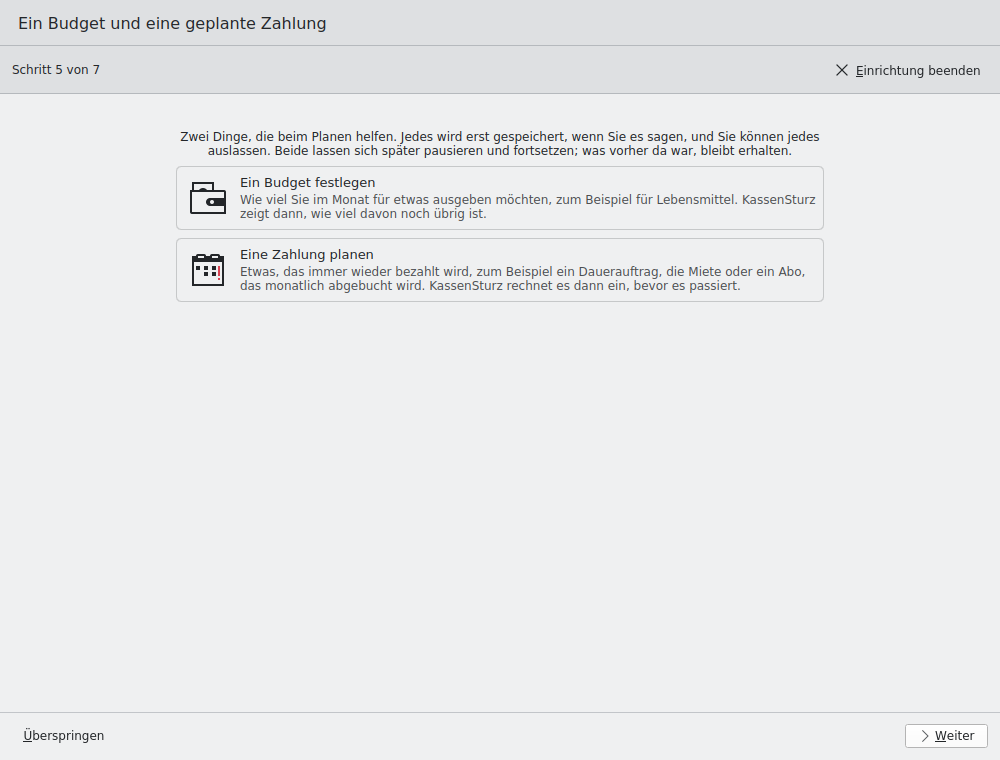 Ein Budget und eine geplante Zahlung
Schritt 5 von 7
Einrichtung beenden
Zwei Dinge, die beim Planen helfen. Jedes wird erst gespeichert, wenn Sie es sagen, und Sie können jedes
auslassen. Beide lassen sich später pausieren und fortsetzen; was vorher da war, bleibt erhalten.
Ein Budget festlegen
Wie viel Sie im Monat für etwas ausgeben möchten, zum Beispiel für Lebensmittel. KassenSturz
zeigt dann, wie viel davon noch übrig ist.
Eine Zahlung planen
Etwas, das immer wieder bezahlt wird, zum Beispiel ein Dauerauftrag, die Miete oder ein Abo,
das monatlich abgebucht wird. KassenSturz rechnet es dann ein, bevor es passiert.
Überspringen
Weiter